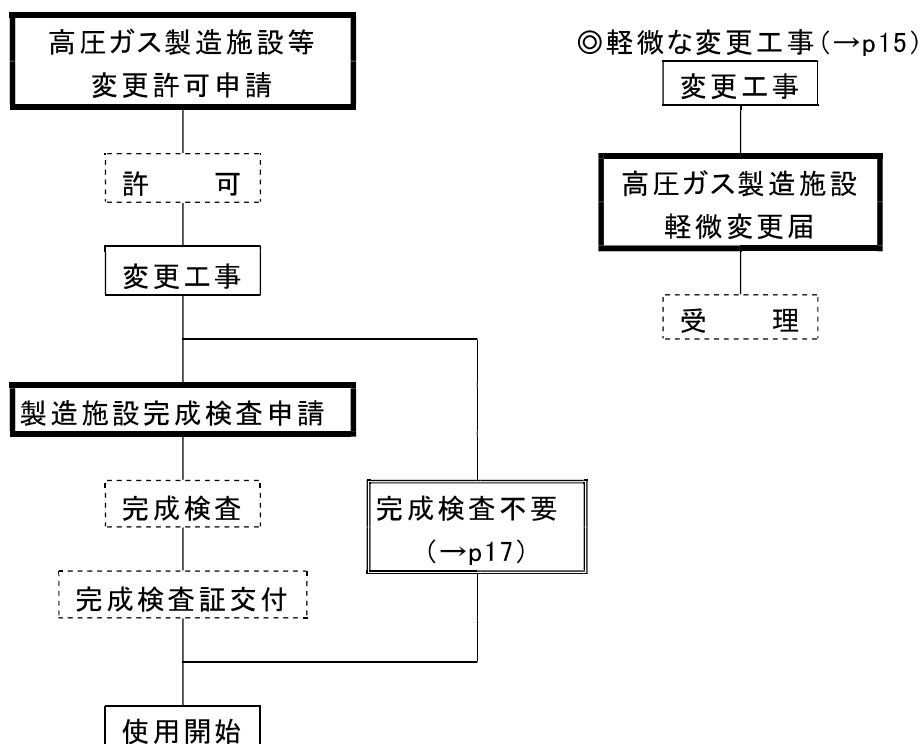 高圧ガス製造施設等
変更許可申請
許　　可
変更工事
製造施設完成検査申請
完成検査
完成検査証交付
完成検査不要
（→p17）
使用開始
◎軽微な変更工事（→p15）
変更工事
高圧ガス製造施設
軽微変更届
受　　理